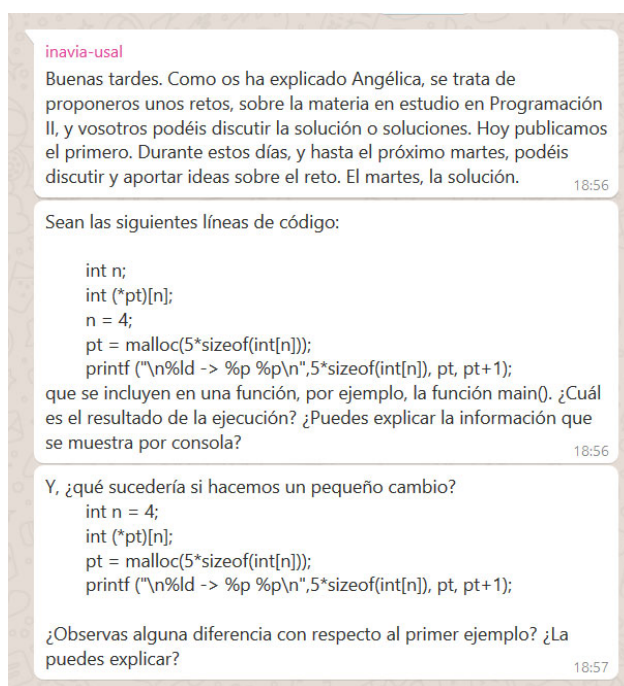 inavia-usal
Buenas tardes. Como os ha explicado Angélica, se trata de
proponeros unos retos, sobre la materia en estudio en Programación
II, y vosotros podéis discutir la solución o soluciones. Hoy publicamos
el primero. Durante estos días, y hasta el próximo martes, podéis
discutir y aportar ideas sobre el reto. El martes, la solución.
18:56
Sean las siguientes líneas de código:
int n;
int (*pt)[n];
n = 4;
pt = malloc(5*sizeof(int[n]));
printf ("\n%ld -> %p %p\n",5*sizeof(int[n]), pt, pt+1);
que se incluyen en una función, por ejemplo, la función main(). ¿Cuál
es el resultado de la ejecución? ¿Puedes explicar la información que
se muestra por consola?
18:56
Y, ¿qué sucedería si hacemos un pequeño cambio?
int n = 4;
int (*pt)[n];
pt = malloc(5*sizeof(int[n]));
printf ("\n%ld -> %p %p\n",5*sizeof(int[n]), pt, pt+1);
¿Observas alguna diferencia con respecto al primer ejemplo? ¿La
puedes explicar?
18:57